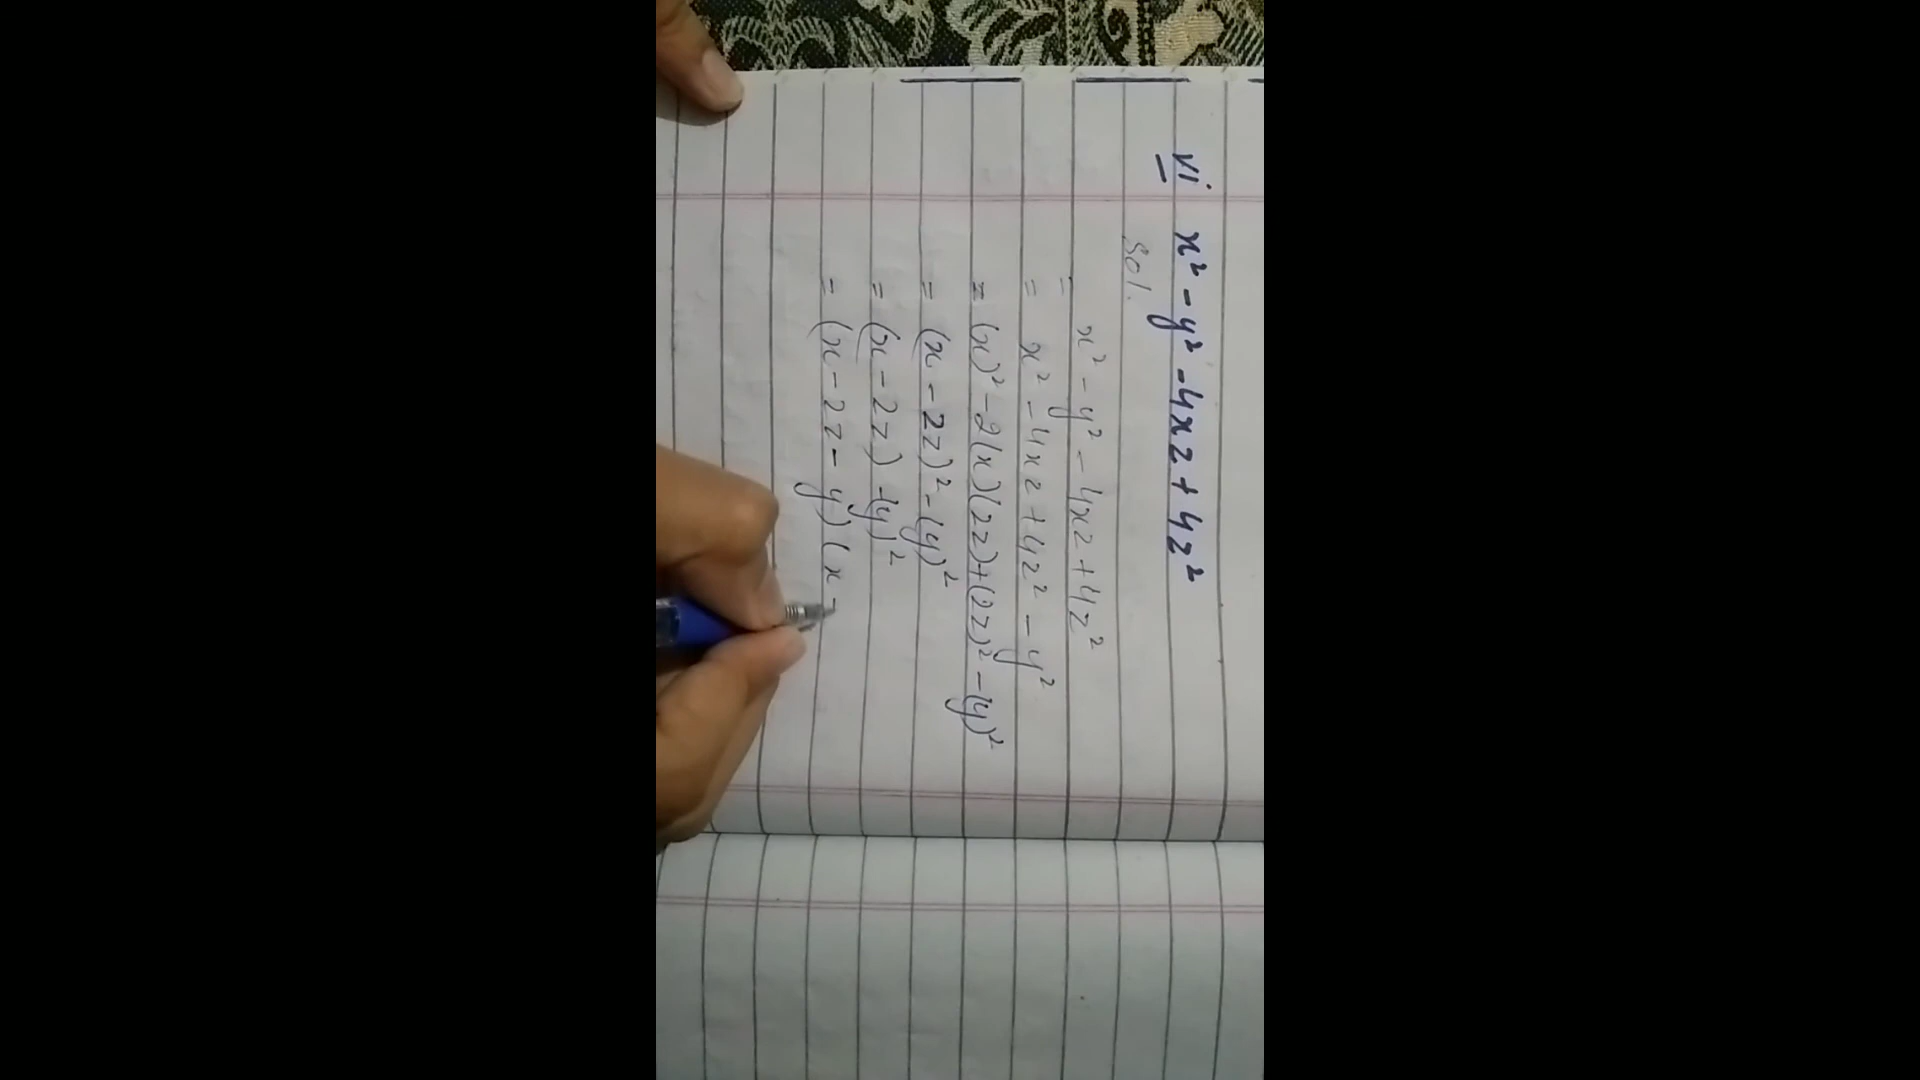 vi x² - y² - 4xz + 4z²
Sol.
= x² - y² - 4xz + 4z²
= x² - 4xz + 4z² - y²
= (x)² - 2(x)(2z) + (2z)² - (y)²
= (x - 2z)² - (y)²
= (x - 2z) - (y)²
= (x - 2z - y) (x -